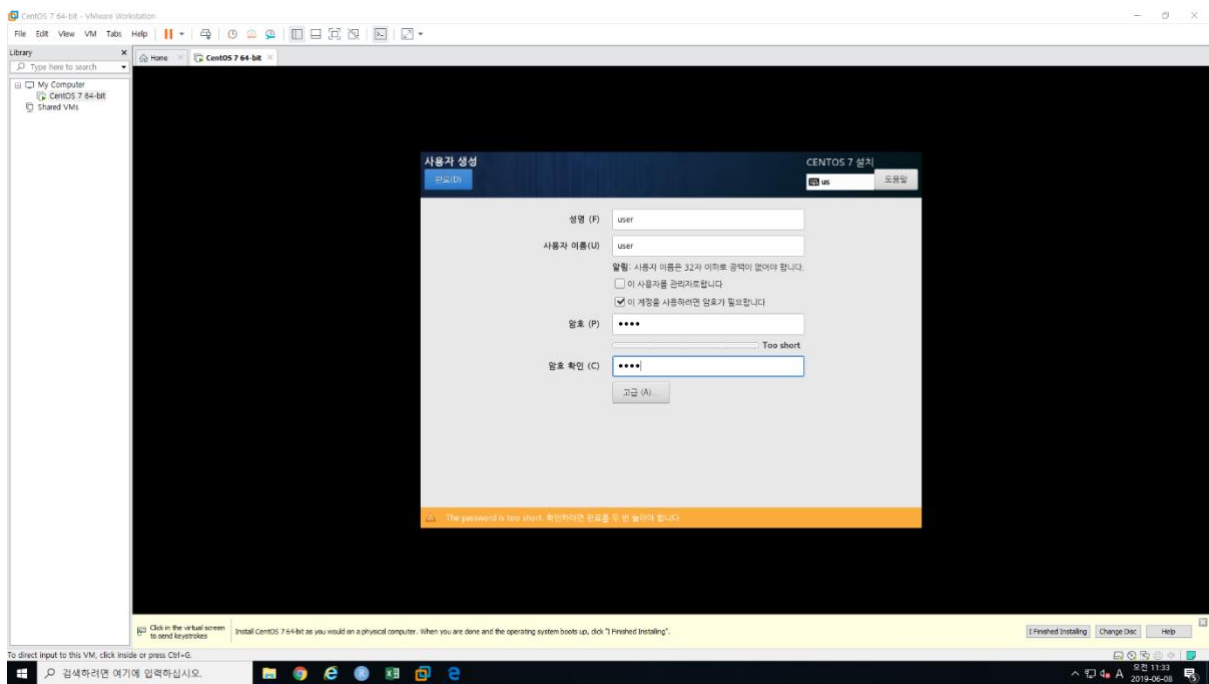 CentOS 7 64-bit - VMware Workstation
File Edit View VM Tabs Help
Library
Home
CentOS 7 64-bit
Type here to search
My Computer
CentOS 7 64-bit
Shared VMs
사용자 생성
CENTOS 7 설치
완료(D)
us
도움말
성명 (F)
user
사용자 이름(U)
user
알림: 사용자 이름은 32자 이하로 공백이 없어야 합니다.
이 사용자를 관리자로합니다
이 계정을 사용하려면 암호가 필요합니다
암호 (P)
••••
Too short
암호 확인 (C)
••••
고급 (A)...
The password is too short. 확인하려면 완료를 두 번 눌러야 합니다
Click in the virtual screen
to send keystrokes
Install CentOS 7 64-bit as you would on a physical computer. When you are done and the operating system boots up, click "I Finished Installing".
I Finished Installing
Change Disc
Help
To direct input to this VM, click inside or press Ctrl+G.
검색하려면 여기에 입력하십시오.
A
오전 11:33
2019-06-08